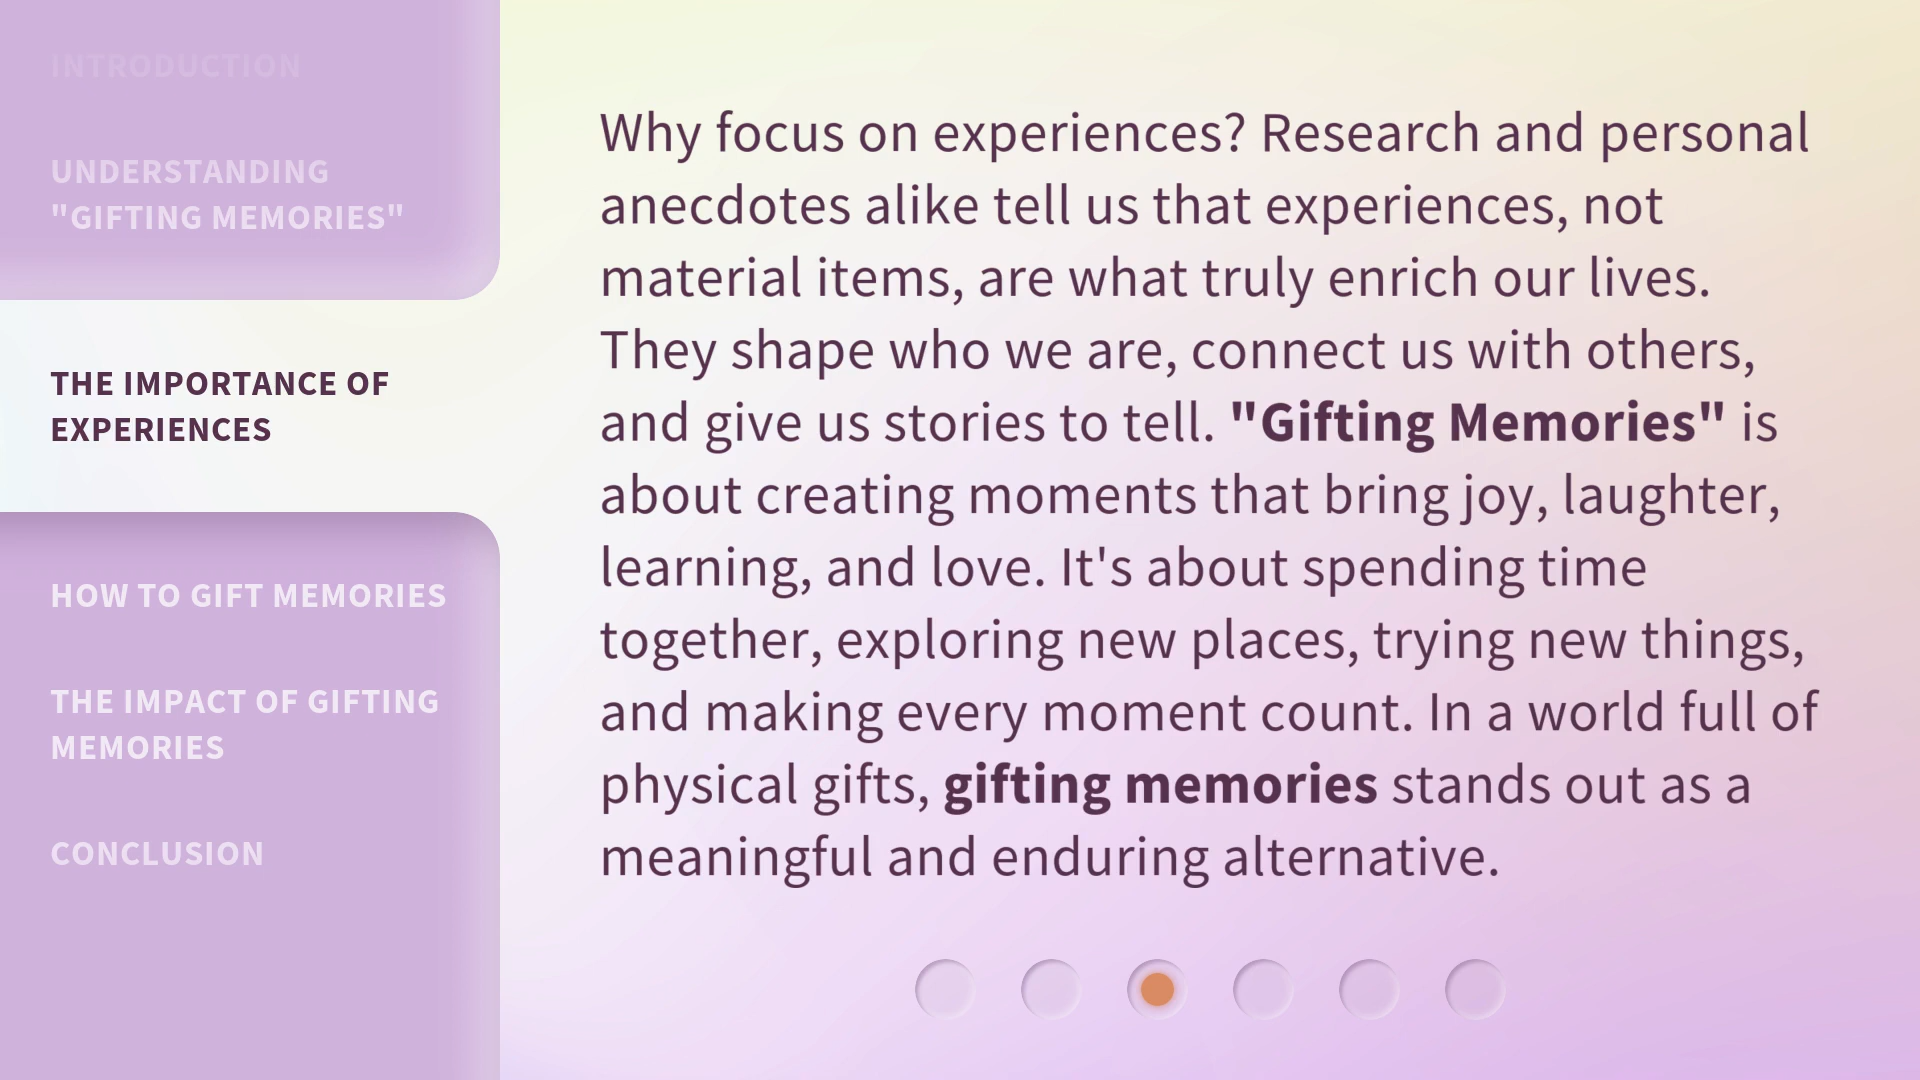 INTRODUCTION
UNDERSTANDING
"GIFTING MEMORIES"
THE IMPORTANCE OF
EXPERIENCES
HOW TO GIFT MEMORIES
THE IMPACT OF GIFTING
MEMORIES
CONCLUSION
Why focus on experiences? Research and personal
anecdotes alike tell us that experiences, not
material items, are what truly enrich our lives.
They shape who we are, connect us with others,
and give us stories to tell. "Gifting Memories" is
about creating moments that bring joy, laughter,
learning, and love. It's about spending time
together, exploring new places, trying new things,
and making every moment count. In a world full of
physical gifts, gifting memories stands out as a
meaningful and enduring alternative.